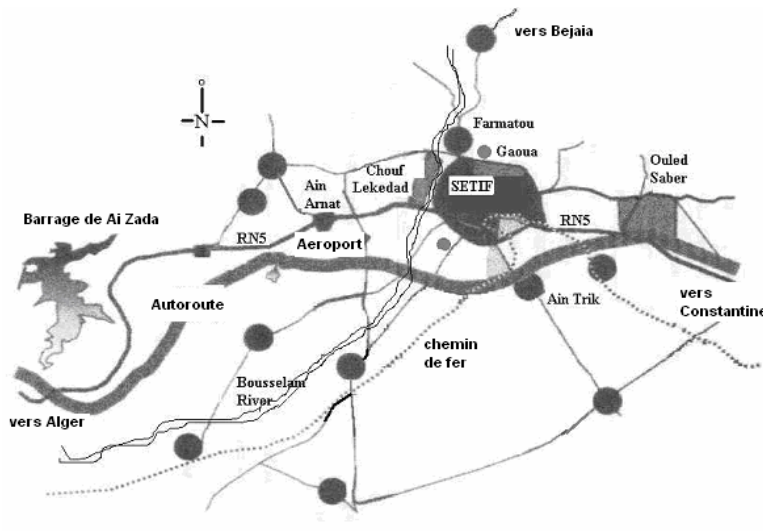 vers Bejaia
N
Farmatou
Gaoua
Chouf
Lekedad
SETIF
Ouled
Saber
Ain
Arnat
Barrage de Ai Zada
RN5
Aeroport
RN5
Autoroute
Ain Trik
vers
Constantine
chemin
de fer
Bousselam
River
vers Alger